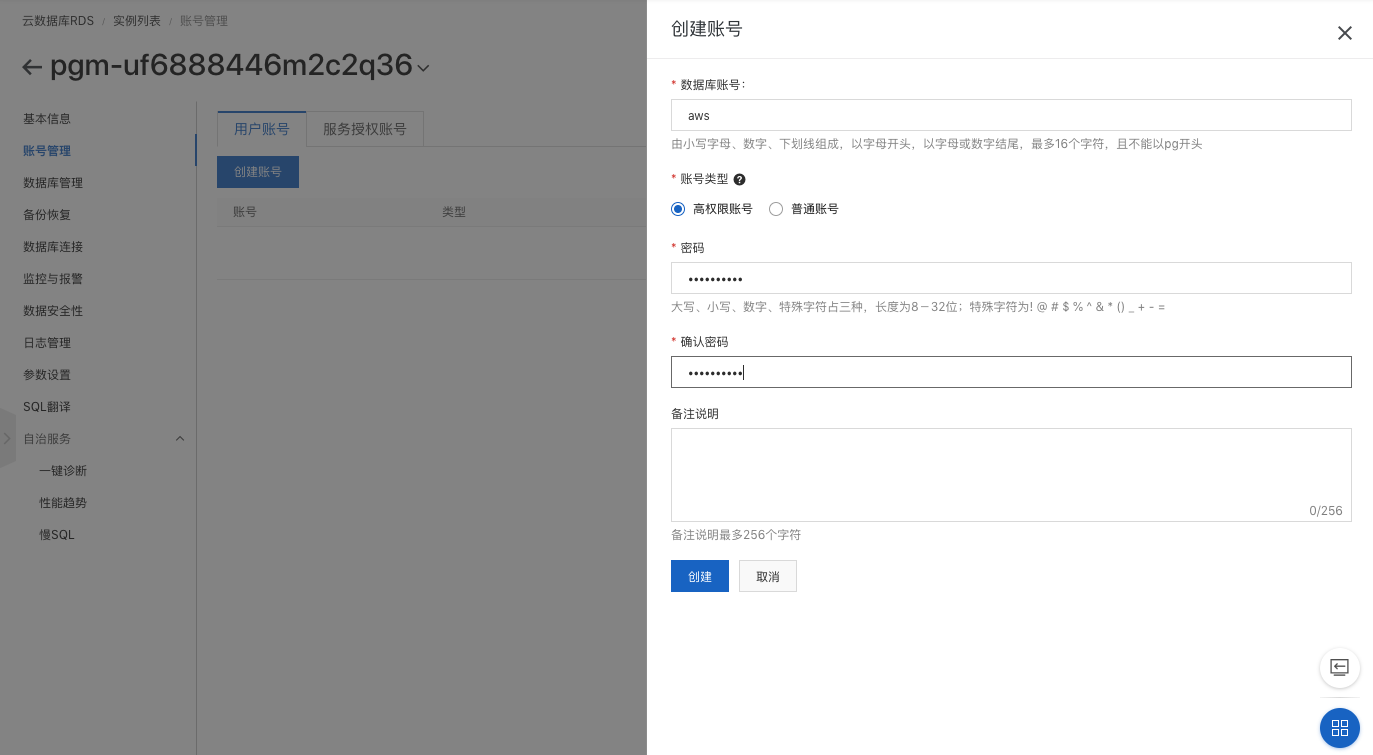 云数据库RDS / 实例列表 / 账号管理
pgm-uf6888446m2c2q36
基本信息
账号管理
数据库管理
备份恢复
数据库连接
监控与报警
数据安全性
日志管理
参数设置
SQL翻译
自治服务
一键诊断
性能趋势
慢SQL
用户账号
服务授权账号
创建账号
账号
类型
创建账号
* 数据库账号：
aws
由小写字母、数字、下划线组成，以字母开头，以字母或数字结尾，最多16个字符，且不能以pg开头
* 账号类型
高权限账号
普通账号
* 密码
••••••••••
大写、小写、数字、特殊字符占三种，长度为8－32位；特殊字符为! @ # $ % ^ & * () _ + - =
* 确认密码
••••••••••
备注说明
0/256
备注说明最多256个字符
创建
取消